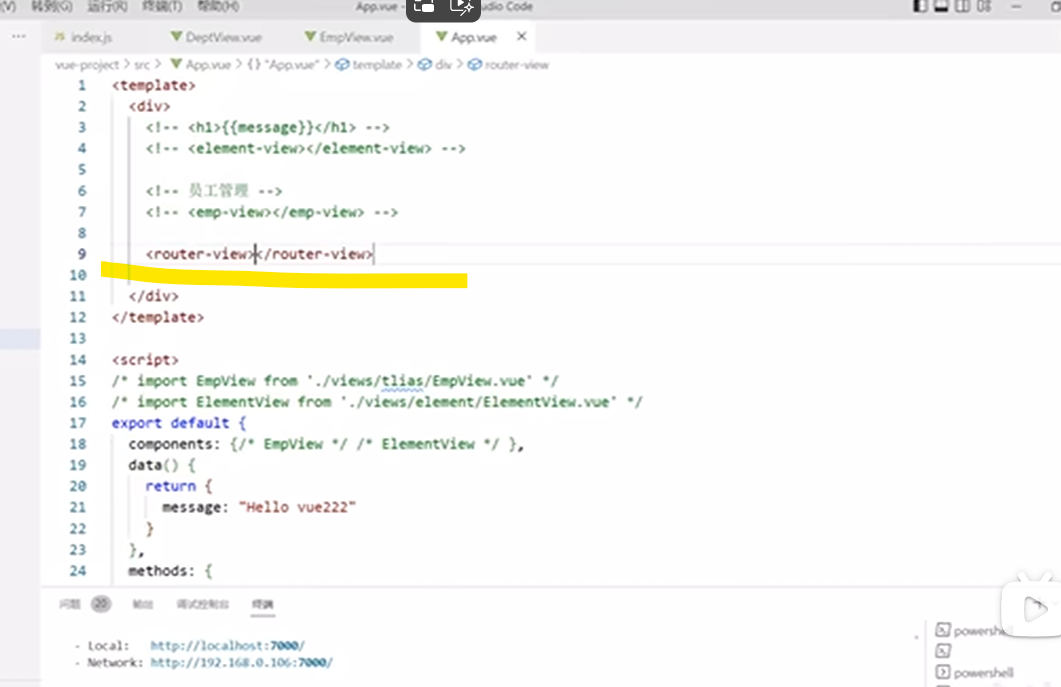 (V) 转到(G) 运行(R) 终端(T) 帮助(H) App.vue - udio Code
index.js DeptView.vue EmpView.vue App.vue
vue-project > src > App.vue > {} "App.vue" > template > div > router-view
1 <template>
2 <div>
3 <!-- <h1>{{message}}</h1> -->
4 <!-- <element-view></element-view> -->
5
6 <!-- 员工管理 -->
7 <!-- <emp-view></emp-view> -->
8
9 <router-view></router-view>
10
11 </div>
12 </template>
13
14 <script>
15 /* import EmpView from './views/tlias/EmpView.vue' */
16 /* import ElementView from './views/element/ElementView.vue' */
17 export default {
18 components: {/* EmpView */ /* ElementView */ },
19 data() {
20 return {
21 message: "Hello vue222"
22 }
23 },
24 methods: {
问题 20 输出 调试控制台 终端
- Local: http://localhost:7000/
- Network: http://192.168.0.106:7000/
powershell
powershell